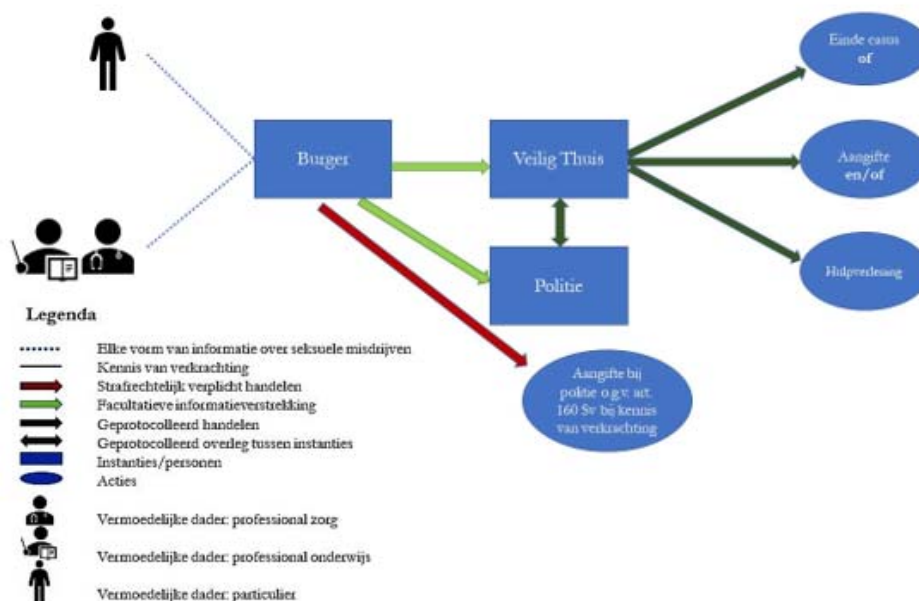 Einde casus
of
Burger
Veilig Thuis
Aangifte
en/of
Politie
Hulpverlening
Aangifte bij
politie o.g.v. art.
160 Sv bij kennis
van verkrachting
Legenda
Elke vorm van informatie over seksuele misdrijven
Kennis van verkrachting
Strafrechtelijk verplicht handelen
Facultatieve informatieverstrekking
Geprotocolleerd handelen
Geprotocolleerd overleg tussen instanties
Instanties/personen
Acties
Vermoedelijke dader: professional zorg
Vermoedelijke dader: professional onderwijs
Vermoedelijke dader: particulier